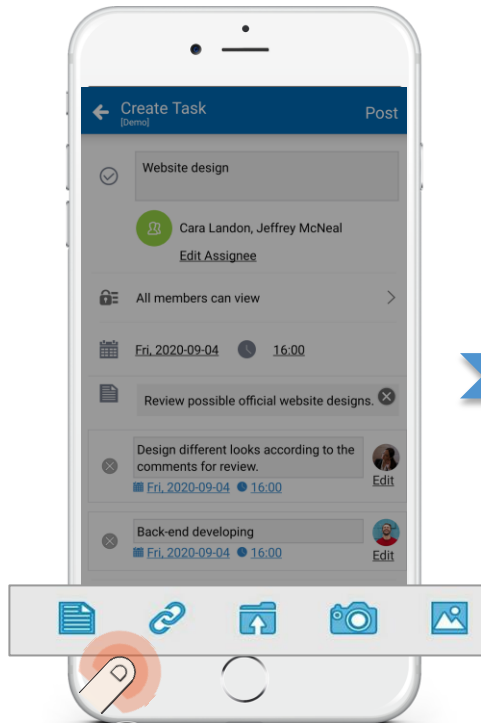 Create Task
Post
[Demo]
Website design
Cara Landon, Jeffrey McNeal
Edit Assignee
All members can view
Fri, 2020-09-04 16:00
Review possible official website designs.
Design different looks according to the
comments for review.
Fri, 2020-09-04 16:00
Edit
Back-end developing
Fri, 2020-09-04 16:00
Edit